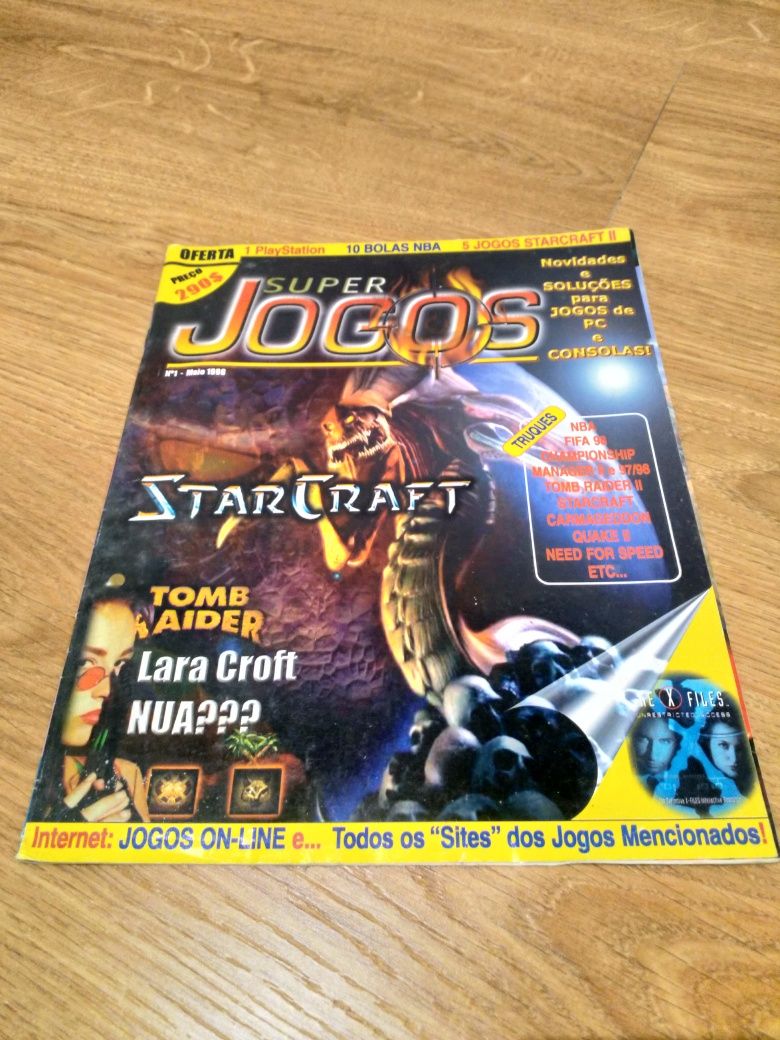 OFERTA
1 PlayStation 10 BOLAS NBA 5 JOGOS STARCRAFT II
PREÇO
290$
SUPER
JOGOS
Nº1 - Maio 1998
Novidades
e
SOLUÇÕES
para
JOGOS de
PC
e
CONSOLAS!
TRUQUES
NBA
FIFA 98
CHAMPIONSHIP
MANAGER II e 97/98
TOMB RAIDER II
STARCRAFT
CARMAGEDDON
QUAKE II
NEED FOR SPEED
ETC...
STARCRAFT
TOMB
RAIDER
Lara Croft
NUA???
THE X FILES
UNRESTRICTED ACCESS
Internet: JOGOS ON-LINE e... Todos os “Sites” dos Jogos Mencionados!